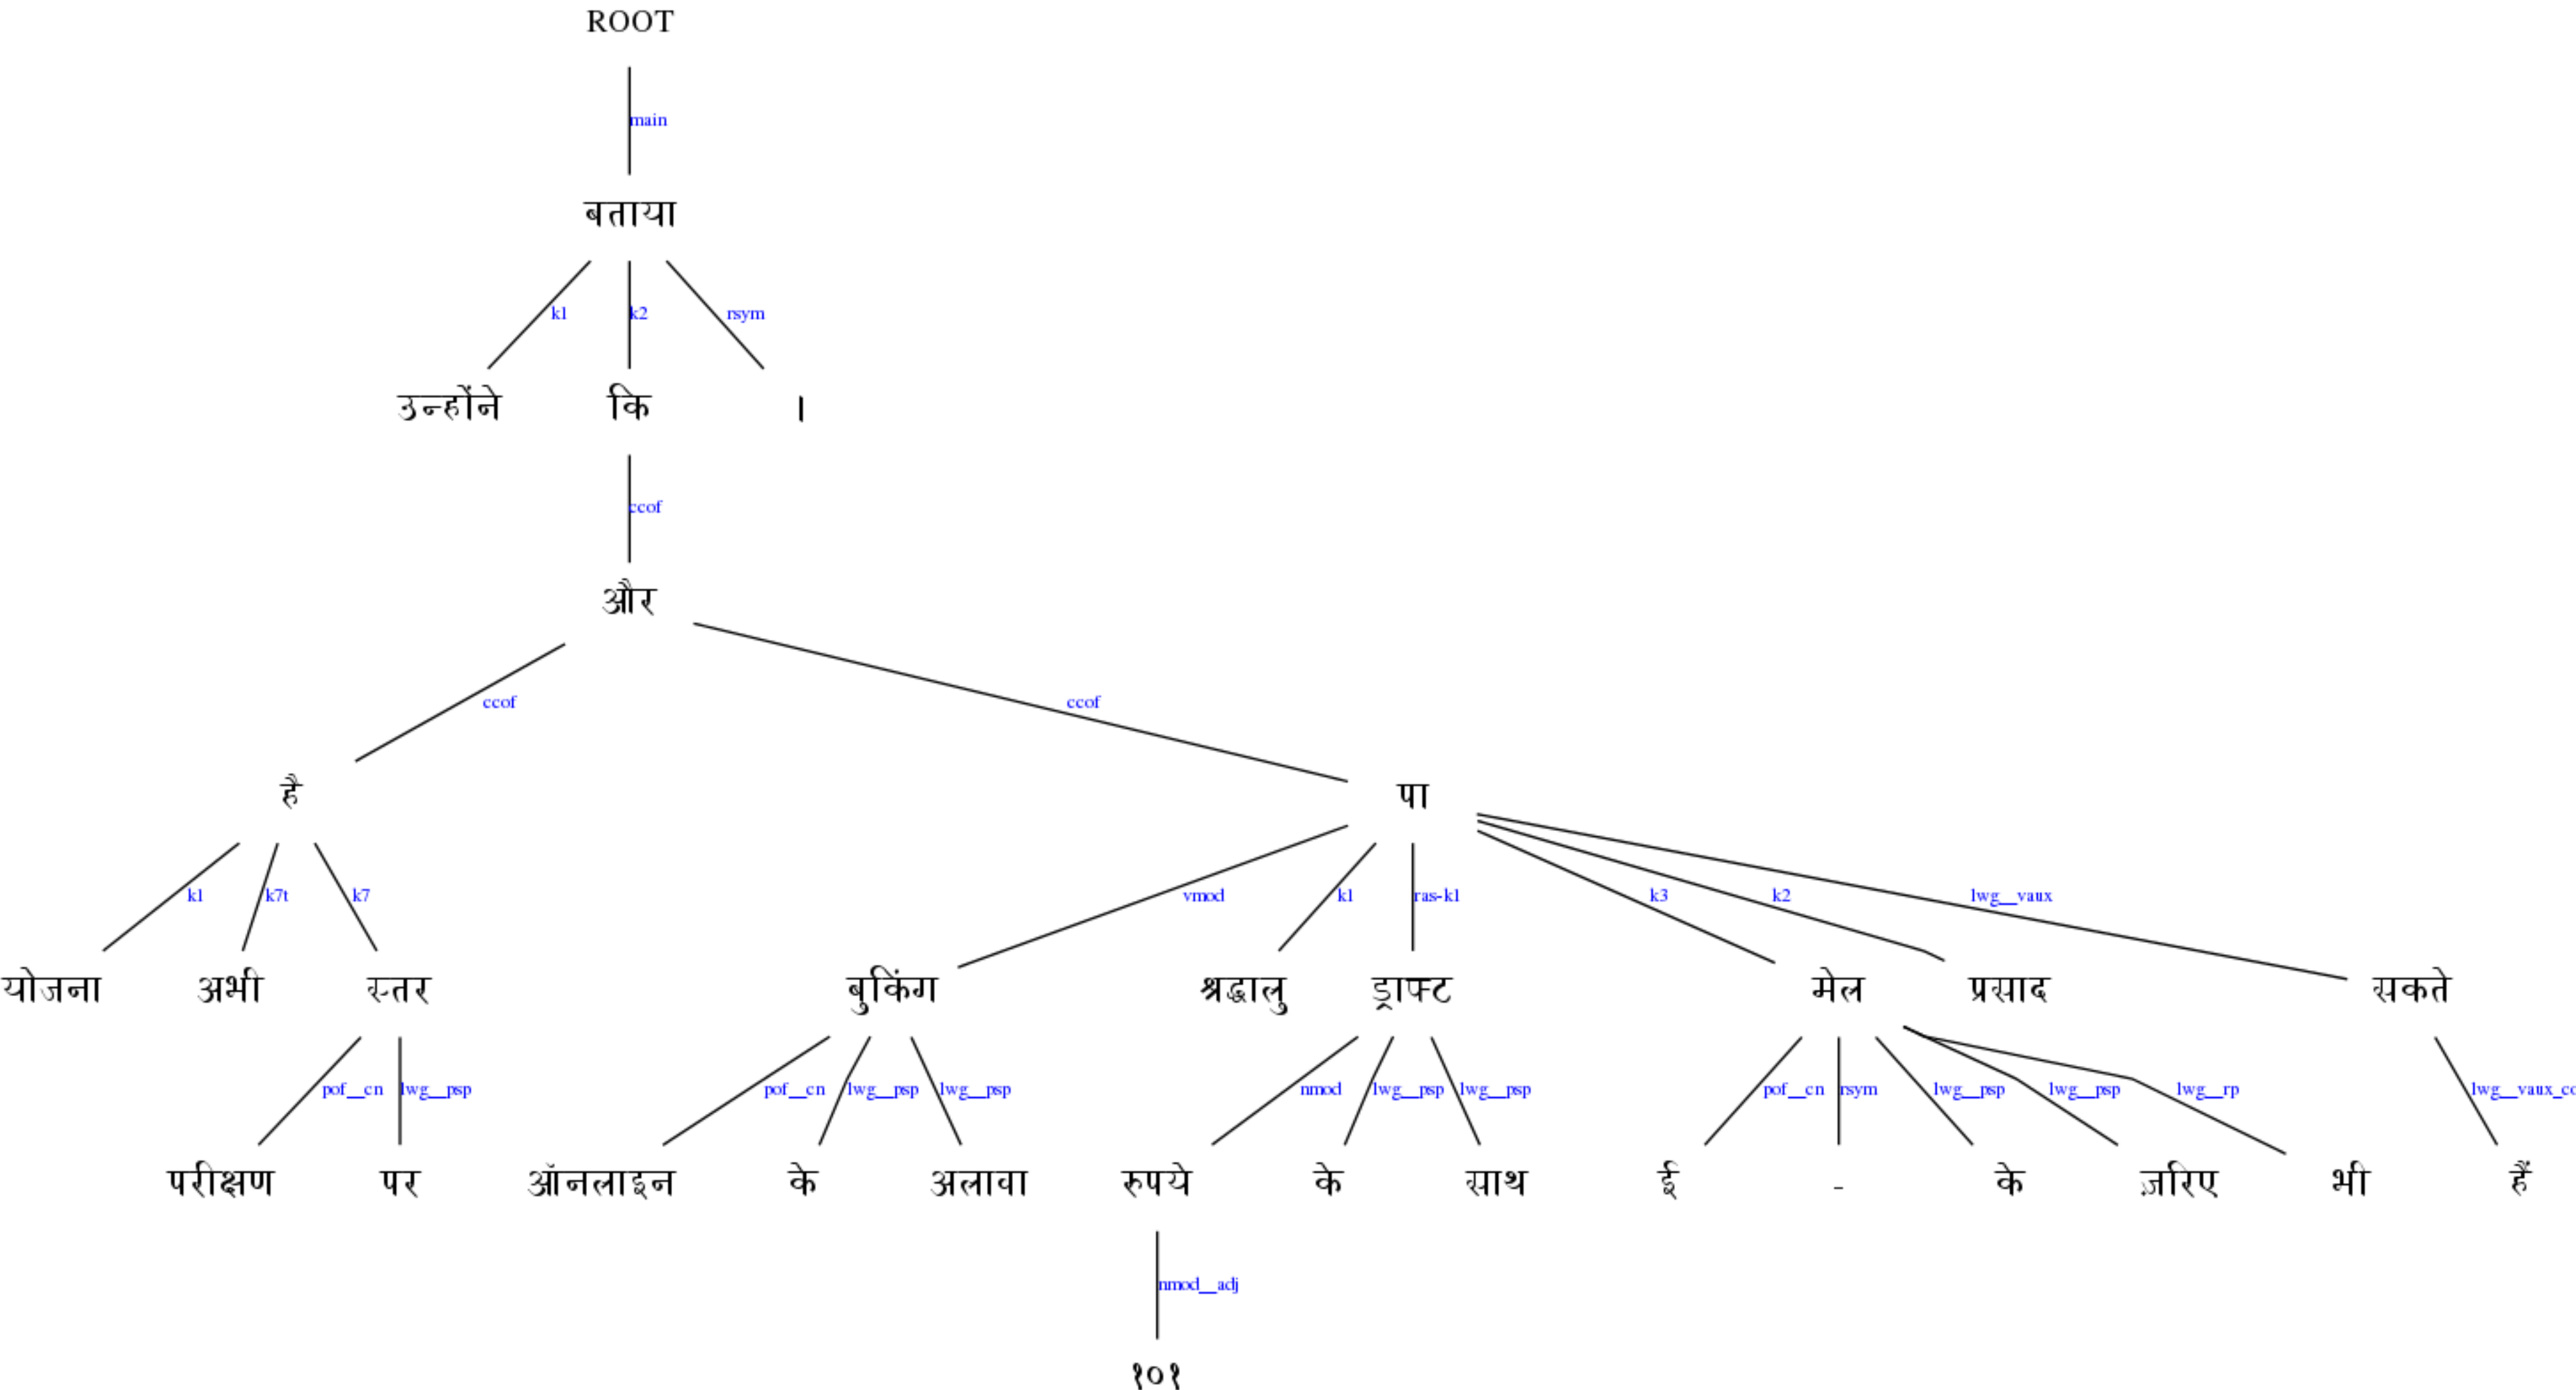 ROOT
main
बताया
k1 k2 rsym
उन्होंने कि ।
ccof
और
ccof ccof
है पा
k1 k7t k7 vmod k1 ras-k1 k3 k2 lwg__vaux
योजना अभी स्तर बुकिंग श्रद्धालु ड्राफ्ट मेल प्रसाद सकते
pof__cn lwg__psp pof__cn lwg__psp lwg__psp nmod lwg__psp lwg__psp pof__cn rsym lwg__psp lwg__psp lwg__rp lwg__vaux_co
परीक्षण पर ऑनलाइन के अलावा रुपये के साथ ई - के ज़रिए भी हैं
nmod__adj
१०१